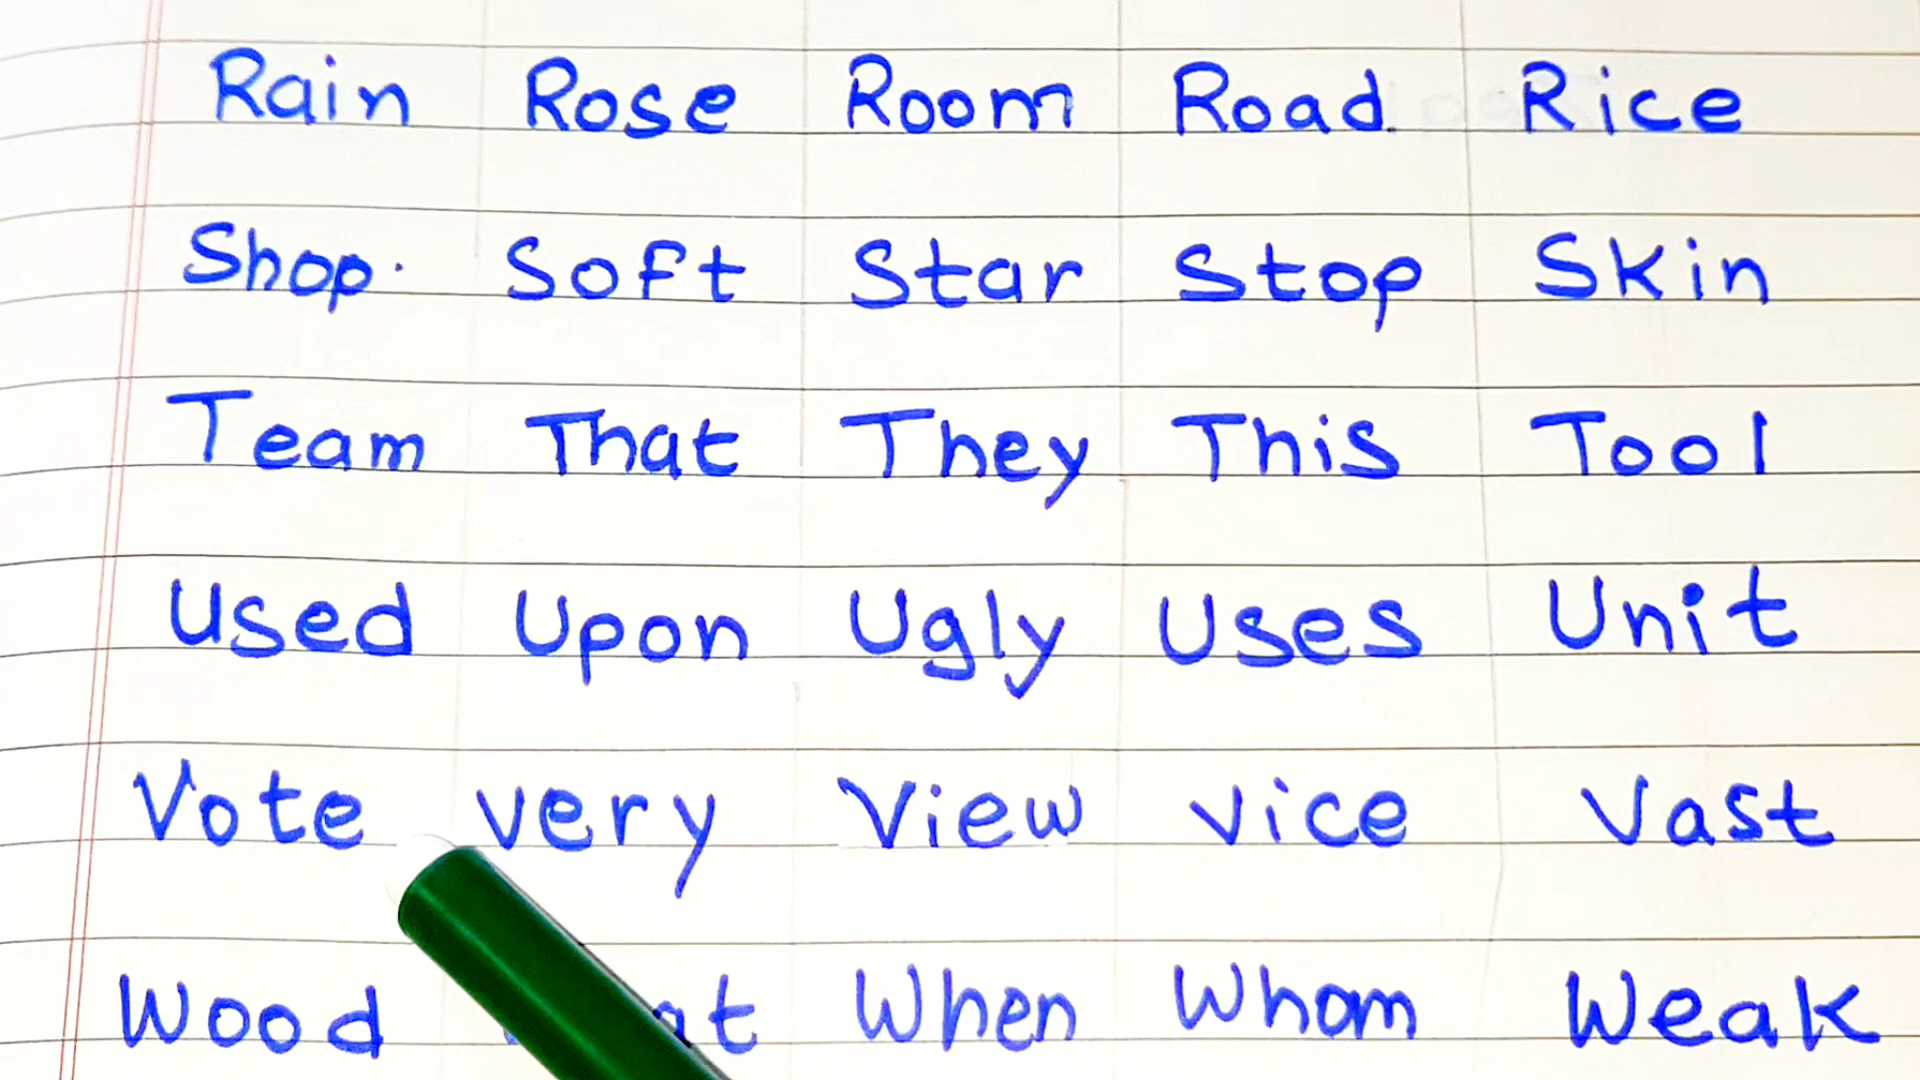 Rain Rose Room Road Rice
Shop. Soft Star Stop Skin
Team That They This Tool
Used Upon Ugly Uses Unit
Vote very View vice Vast
Wood When Whom Weak